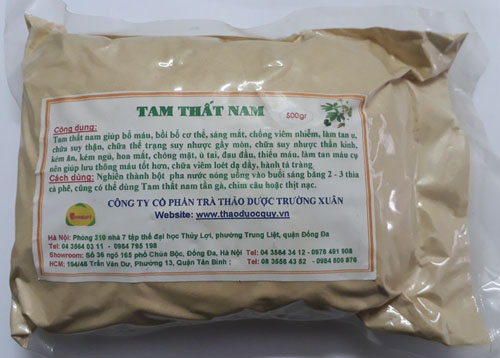 TAM THẤT NAM
500gr
Công dụng:
Tam thất nam giúp bổ máu, bồi bổ cơ thể, sáng mắt, chống viêm nhiễm, làm tan u,
chữa suy thận, chữa thể trạng suy nhược gầy mòn, chữa suy nhược thần kinh,
kém ăn, kém ngủ, hoa mắt, chóng mặt, ù tai, đau đầu, thiếu máu, làm tan máu cục
nên giúp lưu thông máu tốt hơn, chữa viêm loét dạ dầy, hành tá tràng.
Cách dùng: Nghiền thành bột pha nước nóng uống vào buổi sáng bằng 2 - 3 thìa
cà phê, cũng có thể dùng Tam thất nam tần gà, chim câu hoặc thịt nạc.
CÔNG TY CỔ PHẦN TRÀ THẢO DƯỢC TRƯỜNG XUÂN
Website: www.thaoduocquy.vn
Hà Nội: Phòng 310 nhà 7 tập thể đại học Thủy Lợi, phường Trung Liệt, quận Đống Đa
Tel: 04 3564 03 11 - 0984 795 198
Showroom: Số 36 ngõ 165 phố Chùa Bộc, Đống Đa, Hà Nội Tel: 04 3564 34 12 - 0978 491 908
HCM: 194/48 Trần Văn Dư, Phường 13, Quận Tân Bình ; Tel: 08 3556 43 62 - 0984 808 876